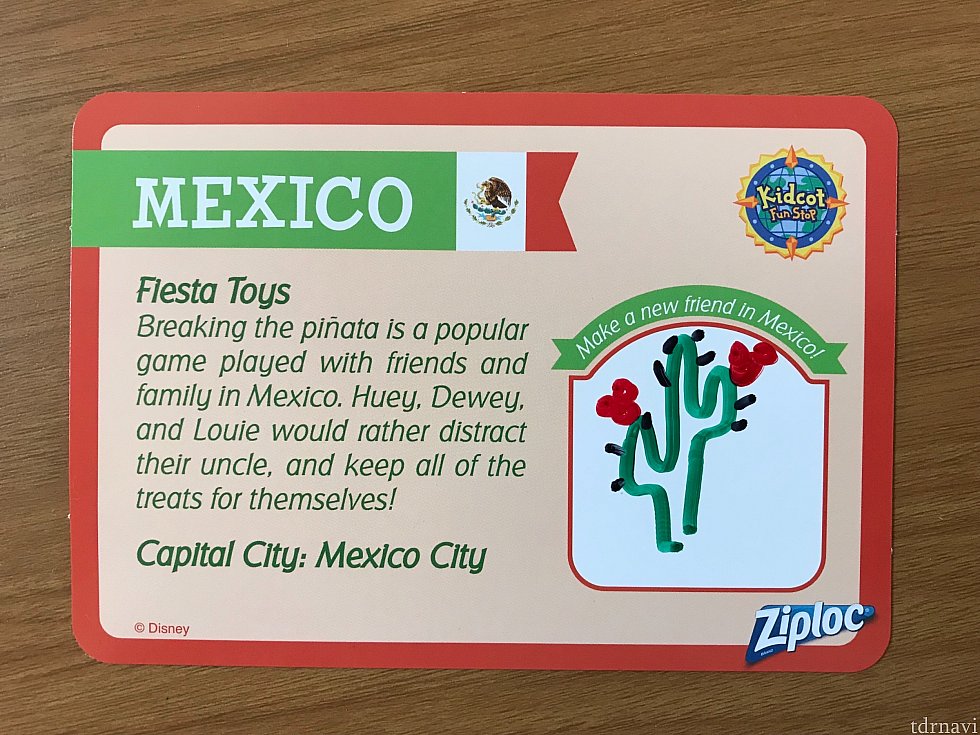 MEXICO
Kidcot
Fun Stop
Fiesta Toys
Breaking the piñata is a popular
game played with friends and
family in Mexico. Huey, Dewey,
and Louie would rather distract
their uncle, and keep all of the
treats for themselves!
Capital City: Mexico City
Make a new friend in Mexico!
© Disney
Ziploc®
BRAND
tdrnavi